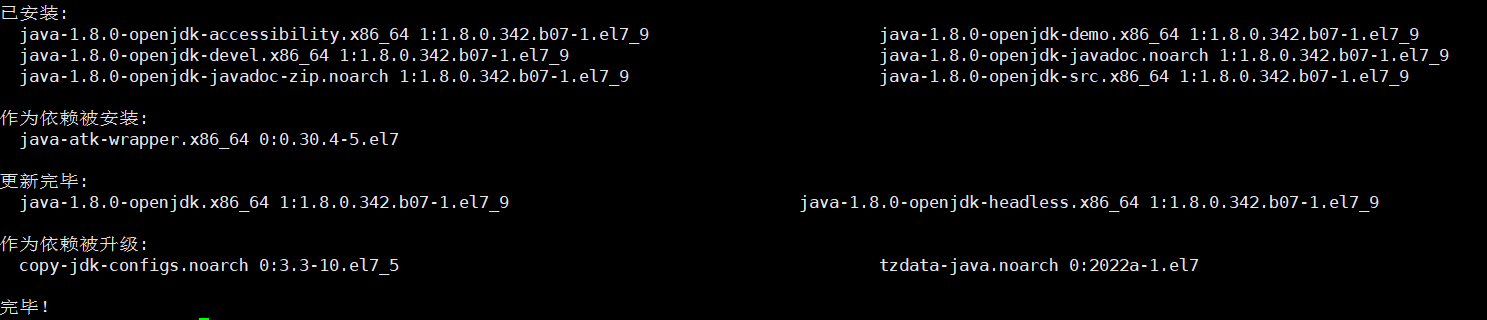 已安装:
java-1.8.0-openjdk-accessibility.x86_64 1:1.8.0.342.b07-1.el7_9 java-1.8.0-openjdk-demo.x86_64 1:1.8.0.342.b07-1.el7_9
java-1.8.0-openjdk-devel.x86_64 1:1.8.0.342.b07-1.el7_9 java-1.8.0-openjdk-javadoc.noarch 1:1.8.0.342.b07-1.el7_9
java-1.8.0-openjdk-javadoc-zip.noarch 1:1.8.0.342.b07-1.el7_9 java-1.8.0-openjdk-src.x86_64 1:1.8.0.342.b07-1.el7_9
作为依赖被安装:
java-atk-wrapper.x86_64 0:0.30.4-5.el7
更新完毕:
java-1.8.0-openjdk.x86_64 1:1.8.0.342.b07-1.el7_9 java-1.8.0-openjdk-headless.x86_64 1:1.8.0.342.b07-1.el7_9
作为依赖被升级:
copy-jdk-configs.noarch 0:3.3-10.el7_5 tzdata-java.noarch 0:2022a-1.el7
完毕!